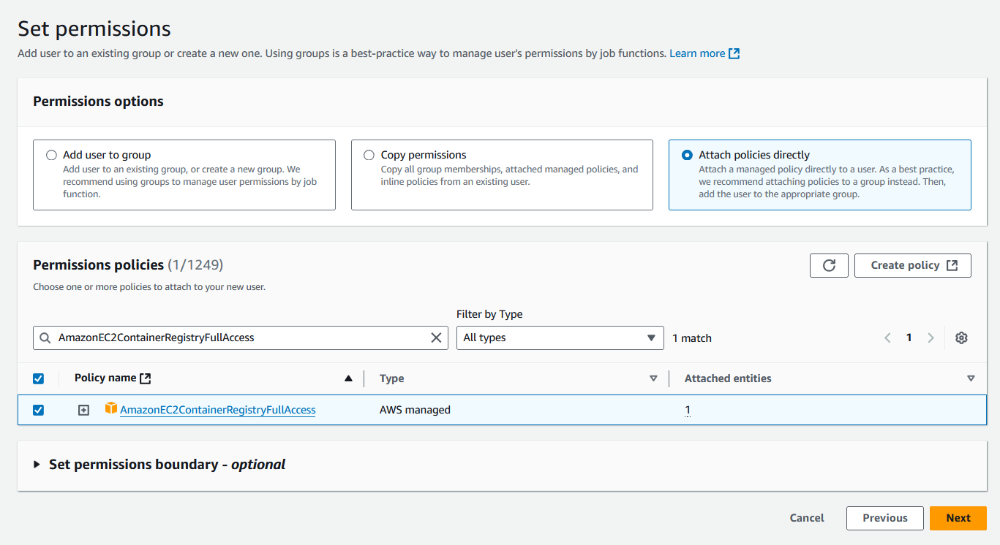 Set permissions
Add user to an existing group or create a new one. Using groups is a best-practice way to manage user's permissions by job functions. Learn more
Permissions options
Add user to group
Add user to an existing group, or create a new group. We
recommend using groups to manage user permissions by job
function.
Copy permissions
Copy all group memberships, attached managed policies, and
inline policies from an existing user.
Attach policies directly
Attach a managed policy directly to a user. As a best practice,
we recommend attaching policies to a group instead. Then,
add the user to the appropriate group.
Permissions policies (1/1249)
Create policy
Choose one or more policies to attach to your new user.
Filter by Type
AmazonEC2ContainerRegistryFullAccess
All types
1 match
1
Policy name
Type
Attached entities
AmazonEC2ContainerRegistryFullAccess
AWS managed
1
Set permissions boundary - optional
Cancel
Previous
Next